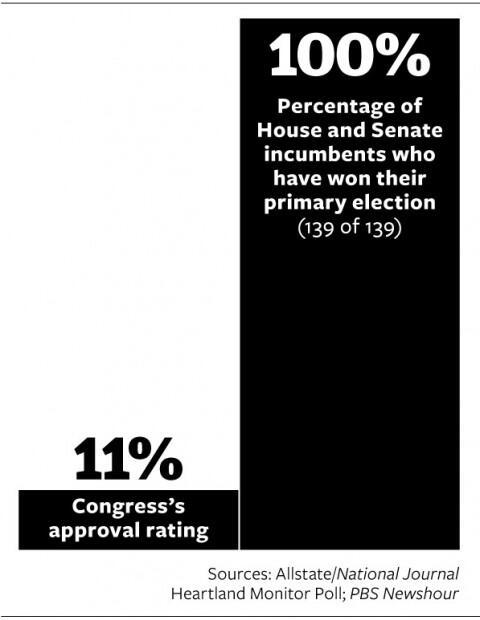 100%
Percentage of
House and Senate
incumbents who
have won their
primary election
(139 of 139)
11%
Congress's
approval rating
Sources: Allstate/National Journal
Heartland Monitor Poll; PBS Newshour